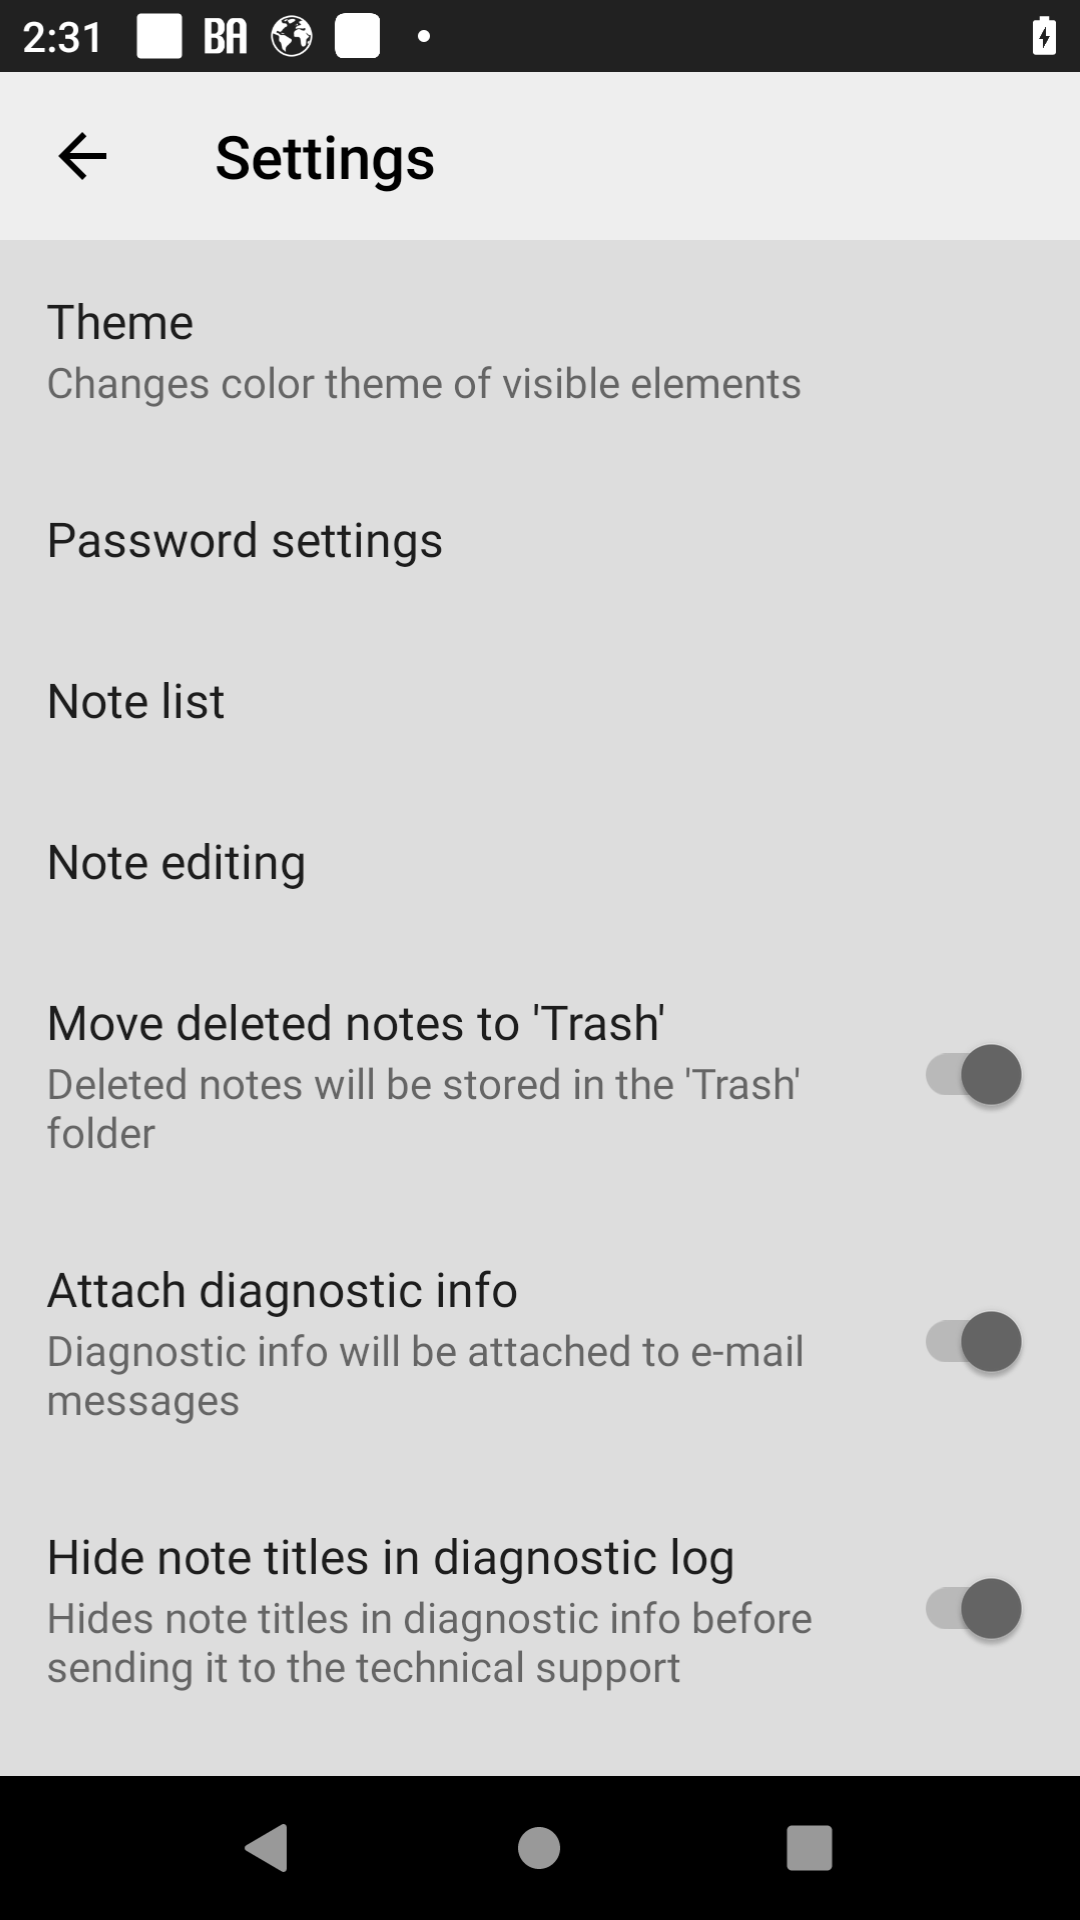 2:31 BA
Settings
Theme
Changes color theme of visible elements
Password settings
Note list
Note editing
Move deleted notes to 'Trash'
Deleted notes will be stored in the 'Trash'
folder
Attach diagnostic info
Diagnostic info will be attached to e-mail
messages
Hide note titles in diagnostic log
Hides note titles in diagnostic info before
sending it to the technical support